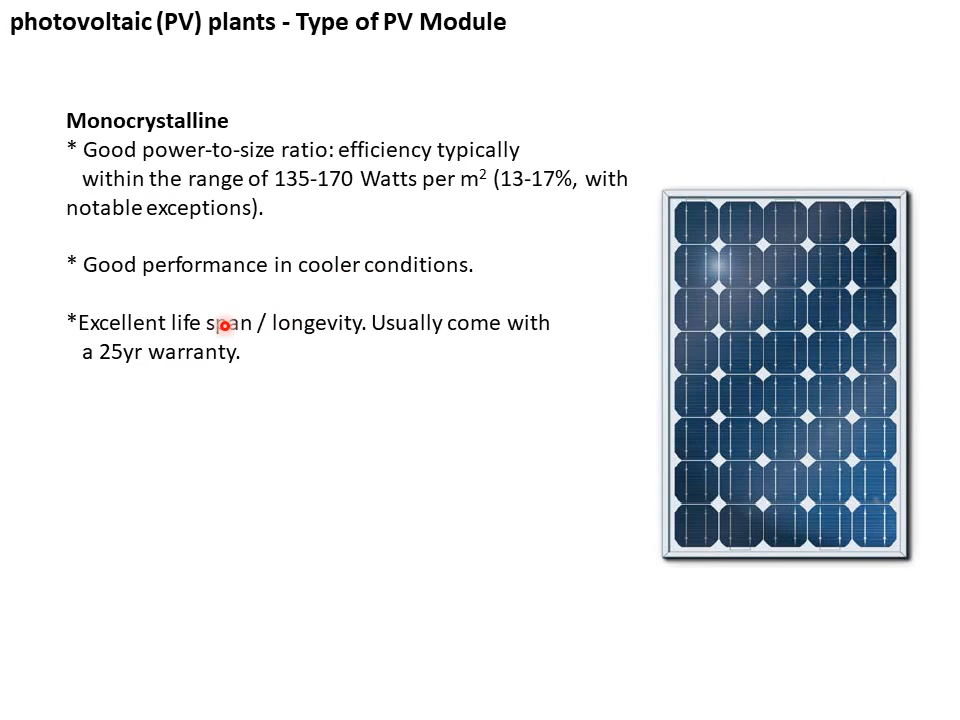 photovoltaic (PV) plants - Type of PV Module
Monocrystalline
* Good power-to-size ratio: efficiency typically
within the range of 135-170 Watts per m² (13-17%, with
notable exceptions).
* Good performance in cooler conditions.
*Excellent life span / longevity. Usually come with
a 25yr warranty.